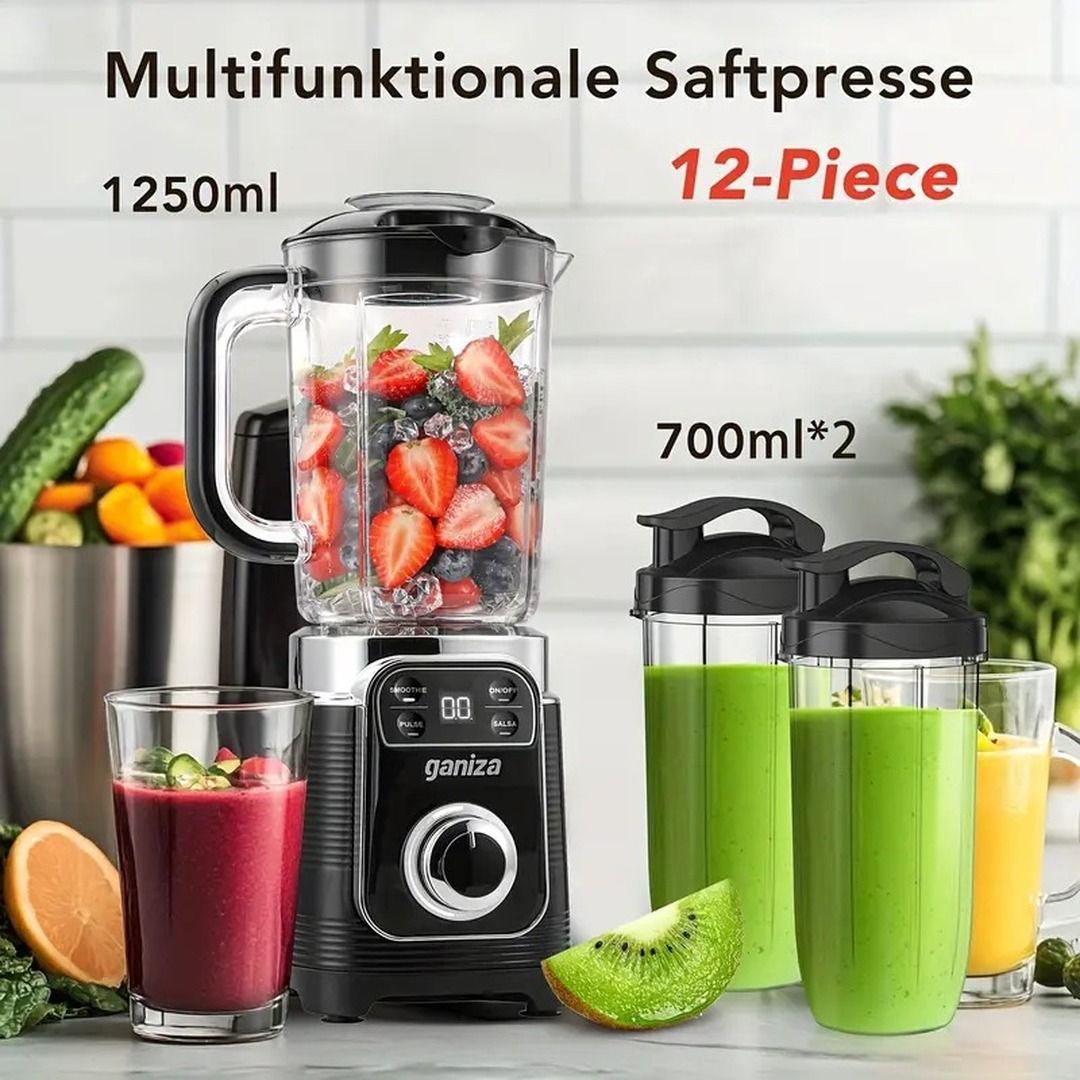 Multifunktionale Saftpresse
12-Piece
1250ml
700ml*2
SMOOTHIE
ON/OFF
00
PULSE
SALSA
ganiza